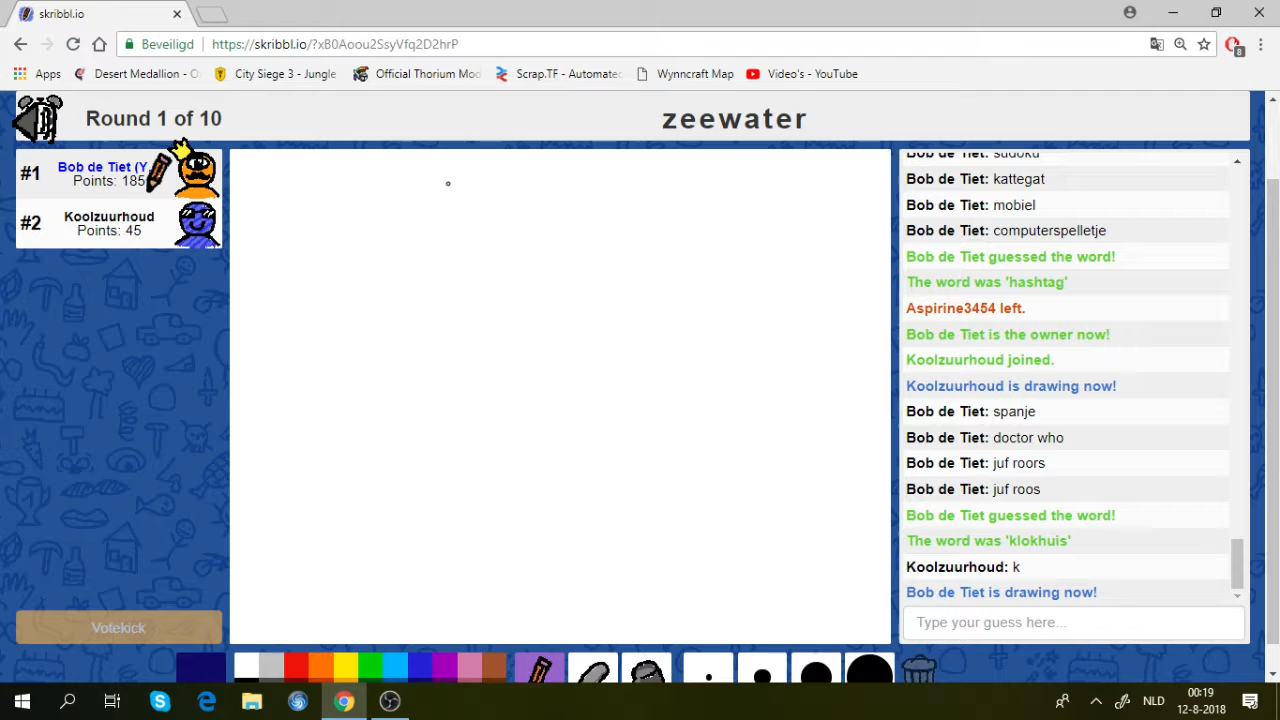 skribbl.io
Beveiligd
https://skribbl.io/?xB0Aoou2SsyVfq2D2hrP
8
Apps
Desert Medallion - O
City Siege 3 - Jungle
Official Thorium Mod
Scrap.TF - Automated
Wynncraft Map
Video's - YouTube
Round 1 of 10
zeewater
#1
Bob de Tiet (Y
Points: 185
#2
Koolzuurhoud
Points: 45
Bob de Tiet: sudoku
Bob de Tiet: kattegat
Bob de Tiet: mobiel
Bob de Tiet: computerspelletje
Bob de Tiet guessed the word!
The word was 'hashtag'
Aspirine3454 left.
Bob de Tiet is the owner now!
Koolzuurhoud joined.
Koolzuurhoud is drawing now!
Bob de Tiet: spanje
Bob de Tiet: doctor who
Bob de Tiet: juf roors
Bob de Tiet: juf roos
Bob de Tiet guessed the word!
The word was 'klokhuis'
Koolzuurhoud: k
Bob de Tiet is drawing now!
Type your guess here...
Votekick
NLD
00:19
12-8-2018